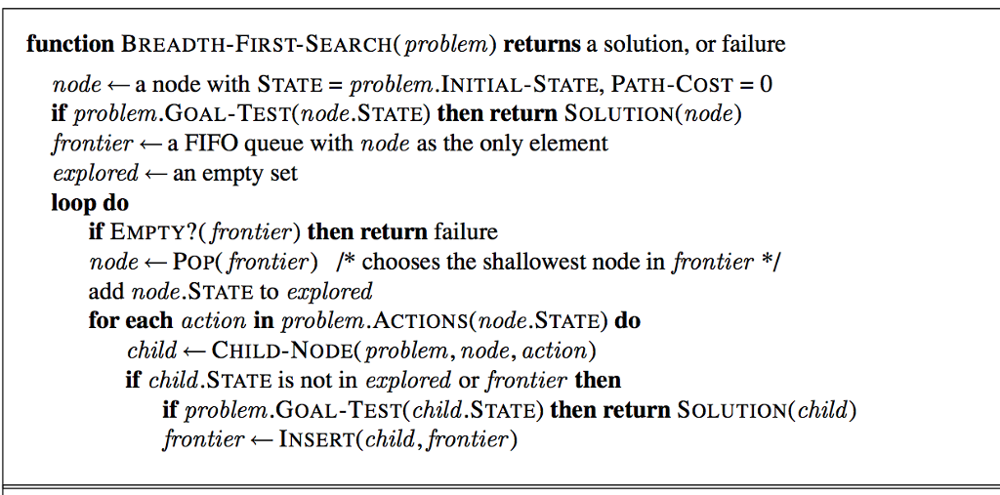 function BREADTH-FIRST-SEARCH(problem) returns a solution, or failure
node ← a node with STATE = problem.INITIAL-STATE, PATH-COST = 0
if problem.GOAL-TEST(node.STATE) then return SOLUTION(node)
frontier ← a FIFO queue with node as the only element
explored ← an empty set
loop do
if EMPTY?(frontier) then return failure
node ← POP(frontier) /* chooses the shallowest node in frontier */
add node.STATE to explored
for each action in problem.ACTIONS(node.STATE) do
child ← CHILD-NODE(problem, node, action)
if child.STATE is not in explored or frontier then
if problem.GOAL-TEST(child.STATE) then return SOLUTION(child)
frontier ← INSERT(child, frontier)